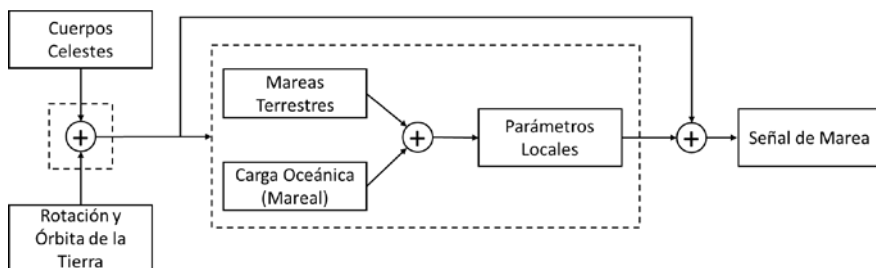 Cuerpos
Celestes
+
Rotación y
Órbita de la
Tierra
Mareas
Terrestres
Carga Oceánica
(Mareal)
+
Parámetros
Locales
+
Señal de Marea